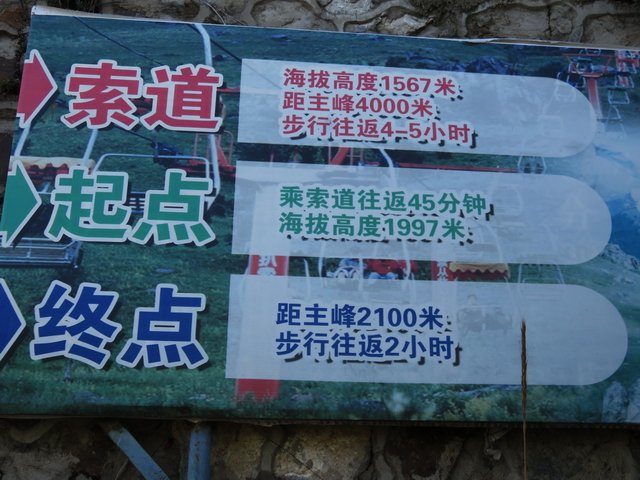 索道
海拔高度1567米
距主峰4000米
步行往返4-5小时
起点
乘索道往返45分钟
海拔高度1997米
终点
距主峰2100米
步行往返2小时